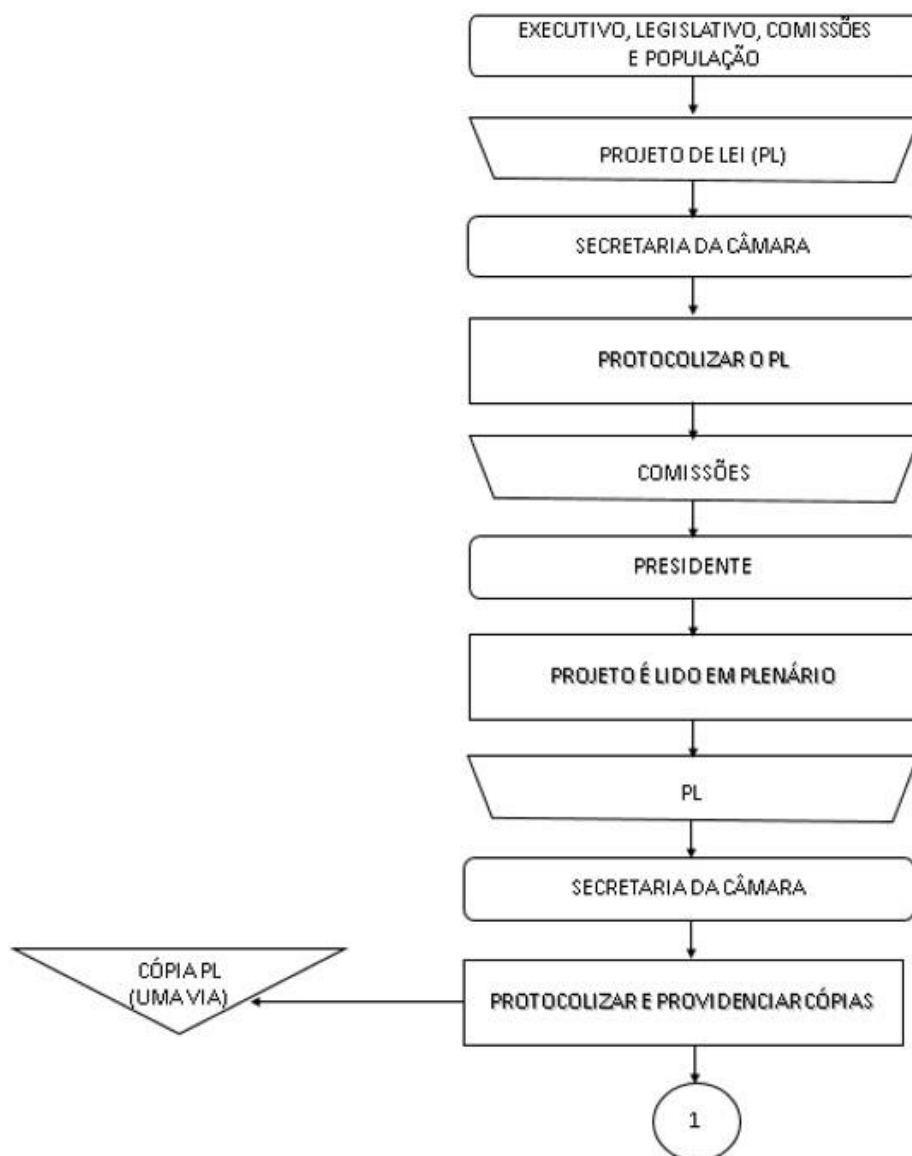 EXECUTIVO, LEGISLATIVO, COMISSÕES
E POPULAÇÃO
PROJETO DE LEI (PL)
SECRETARIA DA CÂMARA
PROTOCOLIZAR O PL
COMISSÕES
PRESIDENTE
PROJETO É LIDO EM PLENÁRIO
PL
SECRETARIA DA CÂMARA
CÓPIA PL
(UMA VIA)
PROTOCOLIZAR E PROVIDENCIAR CÓPIAS
1